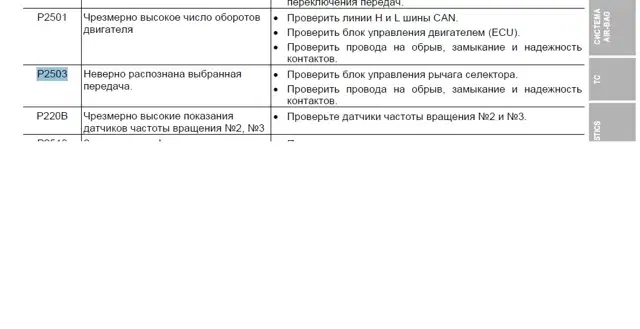 переключения передач.
P2501
Чрезмерно высокое число оборотов
двигателя
• Проверить линии H и L шины CAN.
• Проверить блок управления двигателем (ECU).
• Проверить провода на обрыв, замыкание и надежность
контактов.
P2503
Неверно распознана выбранная
передача.
• Проверить блок управления рычага селектора.
• Проверить провода на обрыв, замыкание и надежность
контактов.
P220B
Чрезмерно высокие показания
датчиков частоты вращения №2, №3
• Проверьте датчики частоты вращения №2 и №3.
СИСТЕМА
AIR-BAG
TC
STICS